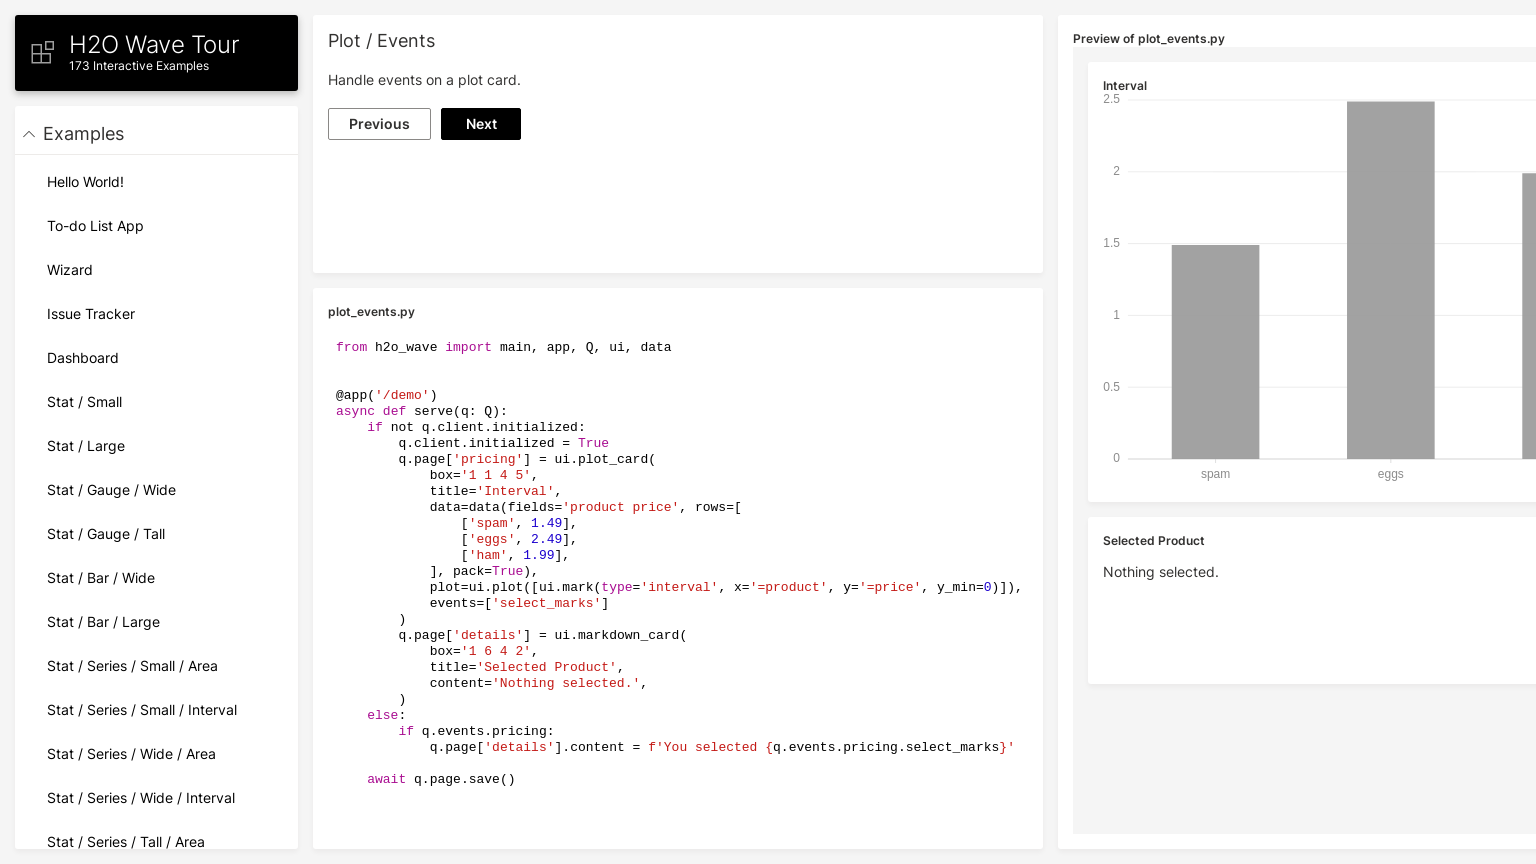 H2O Wave Tour
173 Interactive Examples
Examples
Hello World!
To-do List App
Wizard
Issue Tracker
Dashboard
Stat / Small
Stat / Large
Stat / Gauge / Wide
Stat / Gauge / Tall
Stat / Bar / Wide
Stat / Bar / Large
Stat / Series / Small / Area
Stat / Series / Small / Interval
Stat / Series / Wide / Area
Stat / Series / Wide / Interval
Stat / Series / Tall / Area
Plot / Events
Handle events on a plot card.
Previous Next
plot_events.py
from h2o_wave import main, app, Q, ui, data
@app('/demo')
async def serve(q: Q):
    if not q.client.initialized:
        q.client.initialized = True
        q.page['pricing'] = ui.plot_card(
            box='1 1 4 5',
            title='Interval',
            data=data(fields='product price', rows=[
                ['spam', 1.49],
                ['eggs', 2.49],
                ['ham', 1.99],
            ], pack=True),
            plot=ui.plot([ui.mark(type='interval', x='=product', y='=price', y_min=0)]),
            events=['select_marks']
        )
        q.page['details'] = ui.markdown_card(
            box='1 6 4 2',
            title='Selected Product',
            content='Nothing selected.',
        )
    else:
        if q.events.pricing:
            q.page['details'].content = f'You selected {q.events.pricing.select_marks}'
    await q.page.save()
Preview of plot_events.py
Interval
2.5
2
1.5
1
0.5
0
spam eggs
Selected Product
Nothing selected.